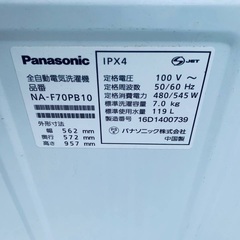 Panasonic
全自動電気洗濯機
品番
NA-F70PB10
外形寸法
幅 562 mm
奥行 572 mm
高さ 957 mm
IPX4
JET
定格電圧 100 V ～
定格周波数 50/60 Hz
定格消費電力 480/545 W
標準洗濯容量 7.0 kg
標準使用水量 119 L
製造番号 16D1400739
パナソニック株式会社
中国製